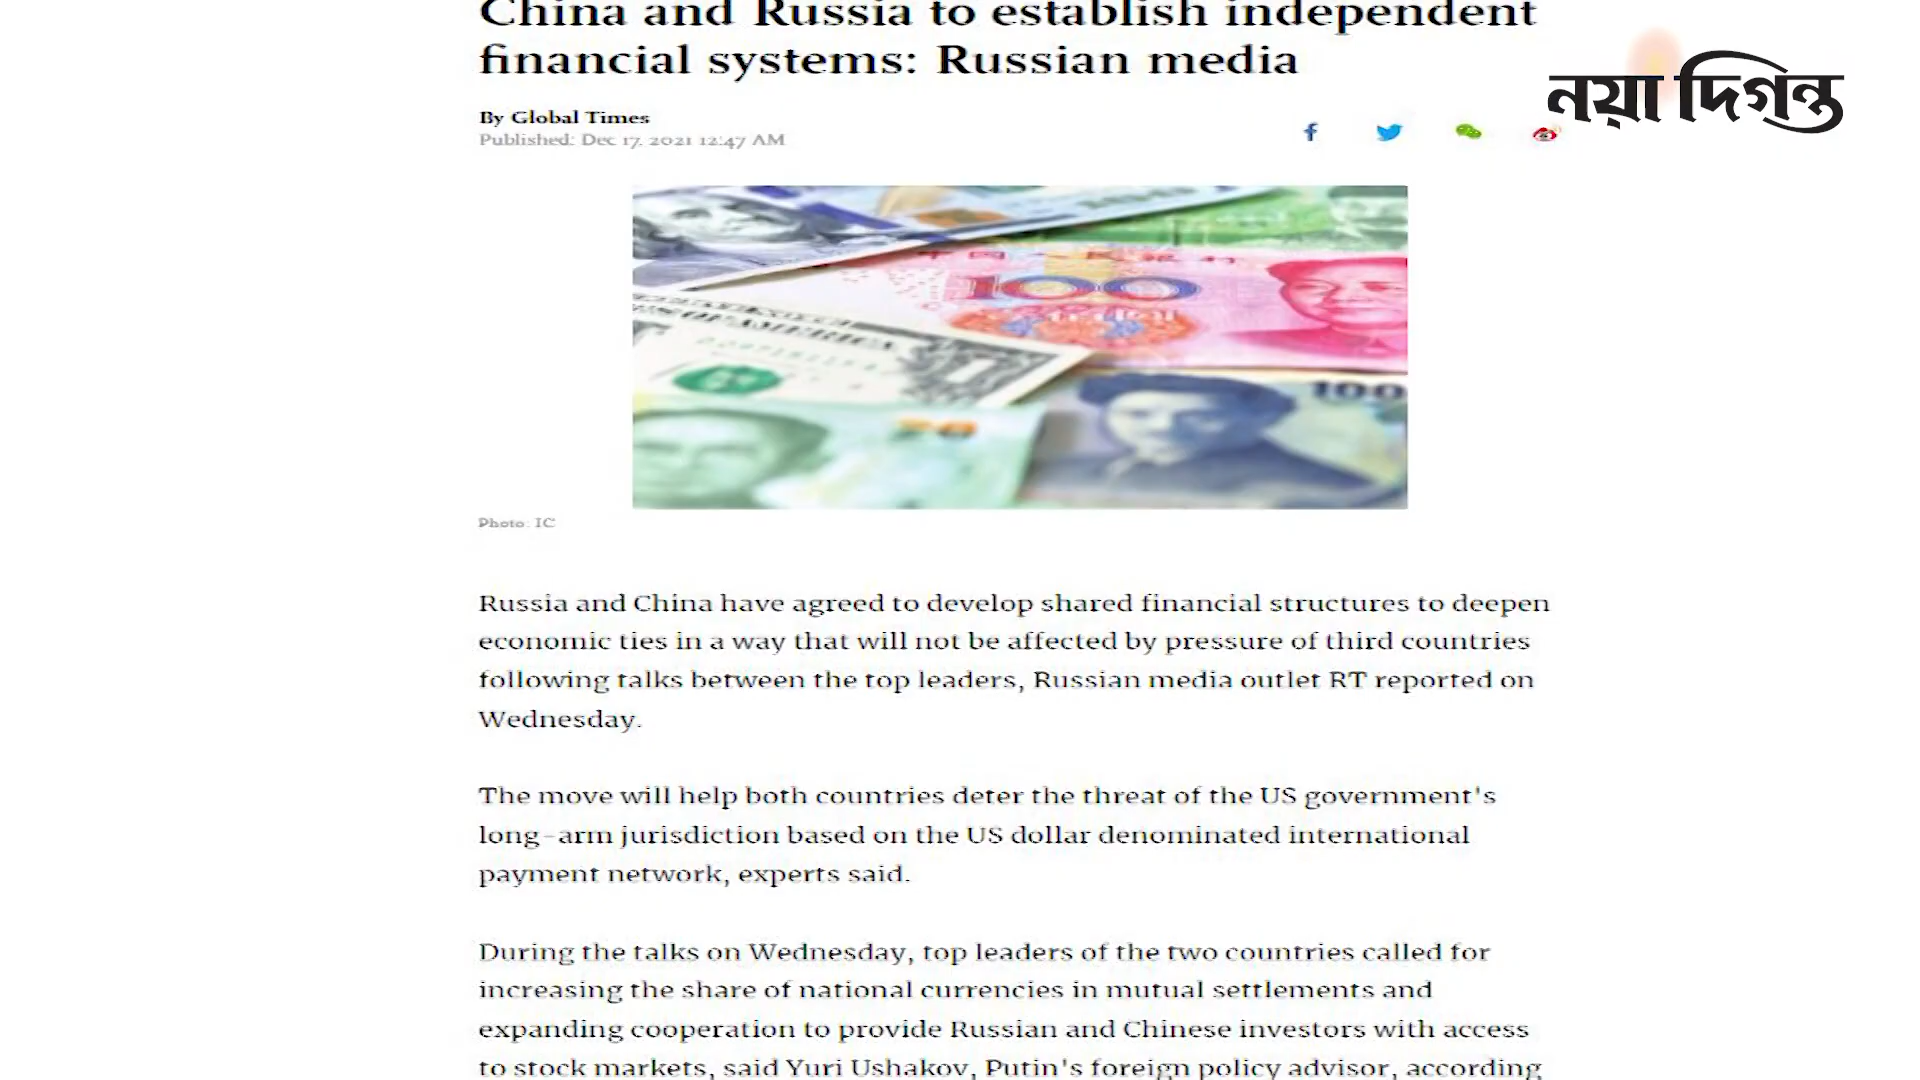 China and Russia to establish independent
financial systems: Russian media
নয়া দিগন্ত
By Global Times
Published: Dec 17, 2021 12:47 AM
100
OF AMERICA
100
Photo: IC
Russia and China have agreed to develop shared financial structures to deepen
economic ties in a way that will not be affected by pressure of third countries
following talks between the top leaders, Russian media outlet RT reported on
Wednesday.
The move will help both countries deter the threat of the US government's
long-arm jurisdiction based on the US dollar denominated international
payment network, experts said.
During the talks on Wednesday, top leaders of the two countries called for
increasing the share of national currencies in mutual settlements and
expanding cooperation to provide Russian and Chinese investors with access
to stock markets, said Yuri Ushakov, Putin's foreign policy advisor, according